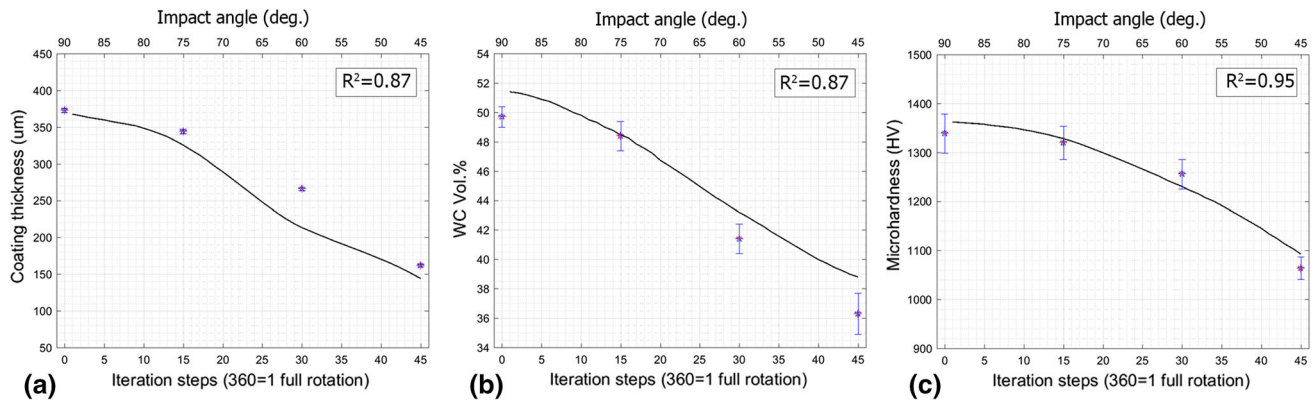 Impact angle (deg.)
90 85 80 75 70 65 60 55 50 45
450
400
350
300
250
200
150
100
50
Coating thickness (um)
R²=0.87
0 5 10 15 20 25 30 35 40 45
(a) Iteration steps (360=1 full rotation)
Impact angle (deg.)
90 85 80 75 70 65 60 55 50 45
54
52
50
48
46
44
42
40
38
36
34
WC Vol.%
R²=0.87
0 5 10 15 20 25 30 35 40 45
(b) Iteration steps (360=1 full rotation)
Impact angle (deg.)
90 85 80 75 70 65 60 55 50 45
1500
1400
1300
1200
1100
1000
900
Microhardness (HV)
R²=0.95
0 5 10 15 20 25 30 35 40 45
(c) Iteration steps (360=1 full rotation)